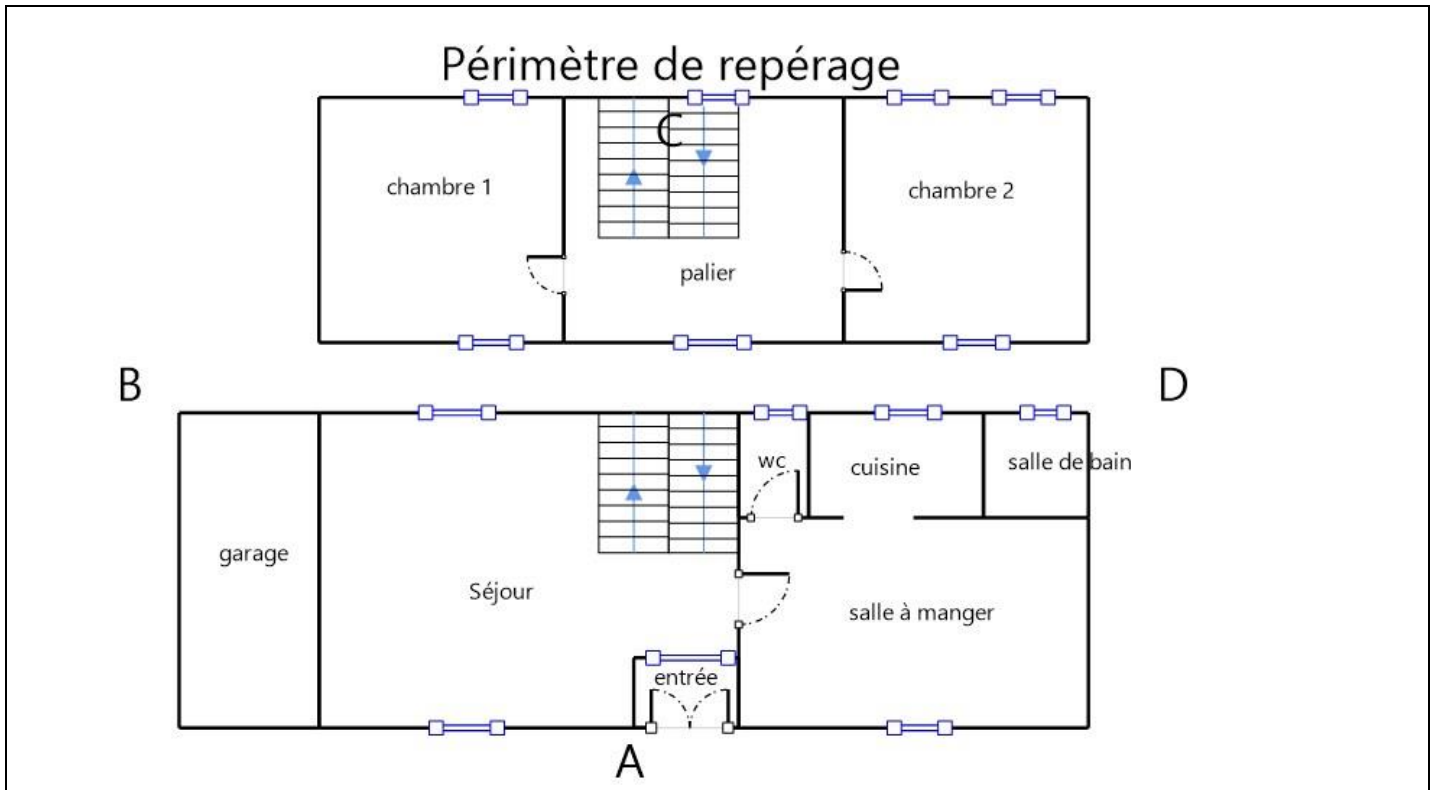 Périmètre de repérage
C
chambre 1
chambre 2
palier
B
D
wc
cuisine
salle de bain
garage
Séjour
salle à manger
entrée
A